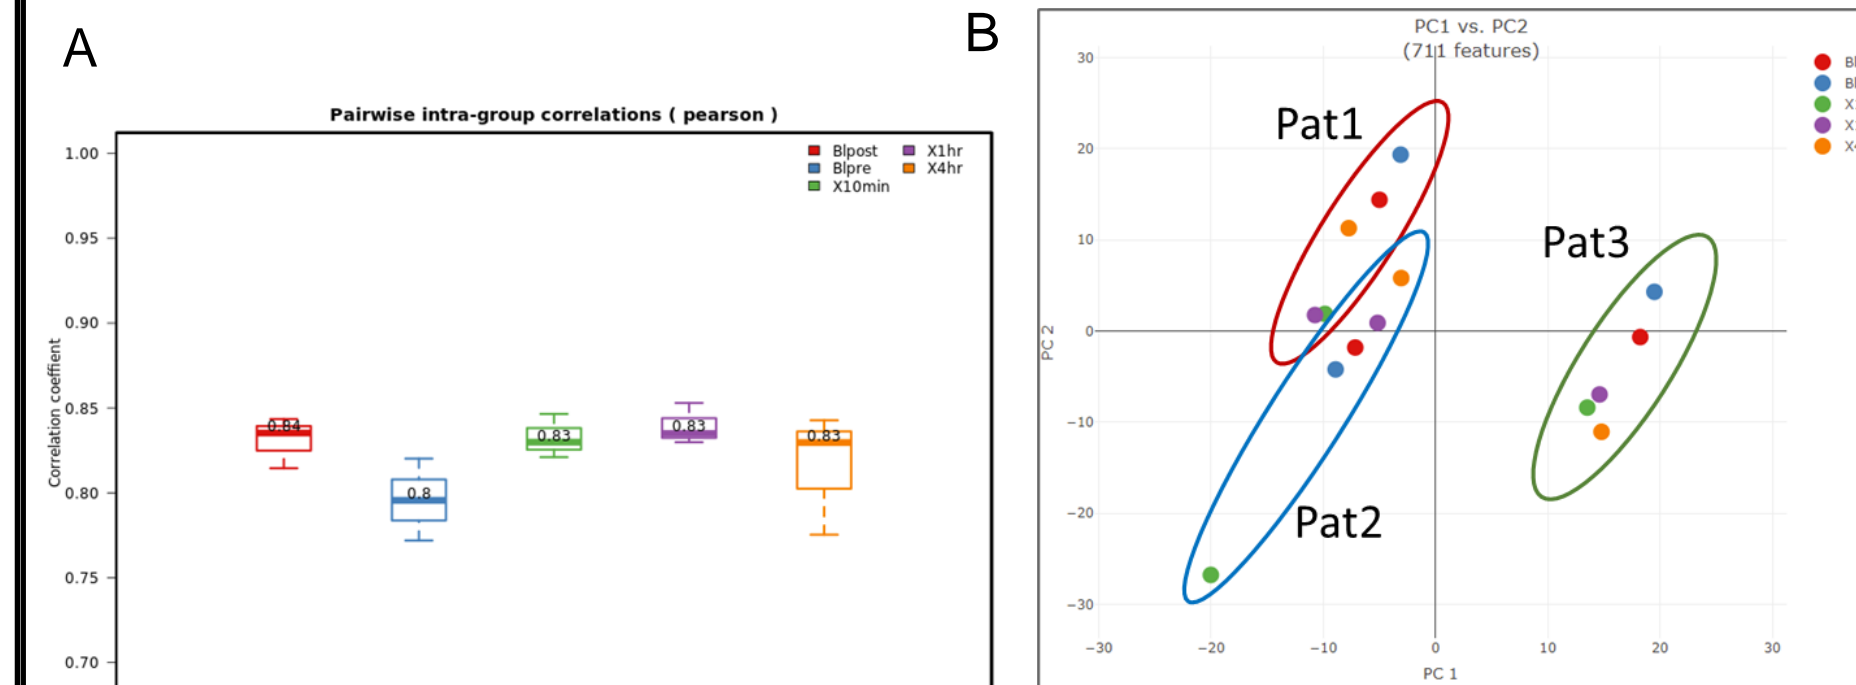 A
Pairwise intra-group correlations ( pearson )
1.00
0.95
0.90
0.85
0.80
0.75
0.70
Correlation coeffient
Blpost
Blpre
X10min
X1hr
X4hr
0.84
0.8
0.83
0.83
0.83
B
PC1 vs. PC2
(711 features)
30
20
10
0
−10
−20
−30
PC 2
Pat1
Pat2
Pat3
−30
−20
−10
0
10
20
30
PC 1